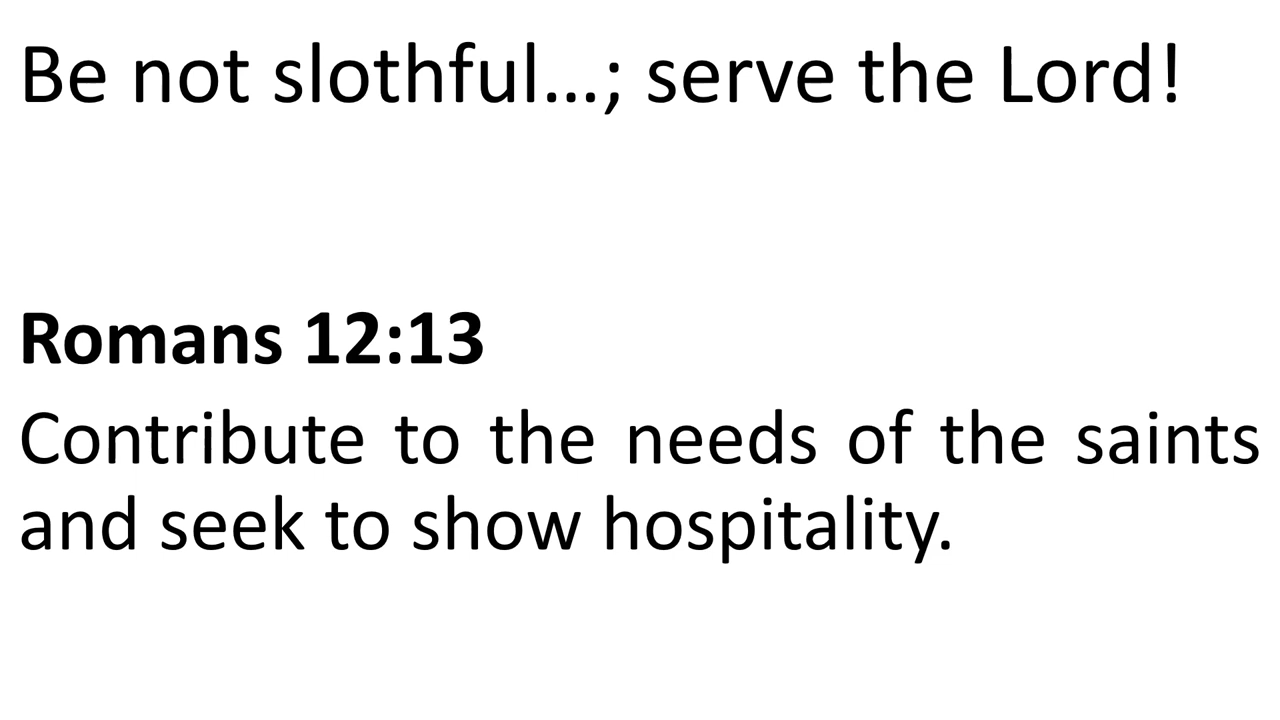 Be not slothful...; serve the Lord!
Romans 12:13
Contribute to the needs of the saints
and seek to show hospitality.